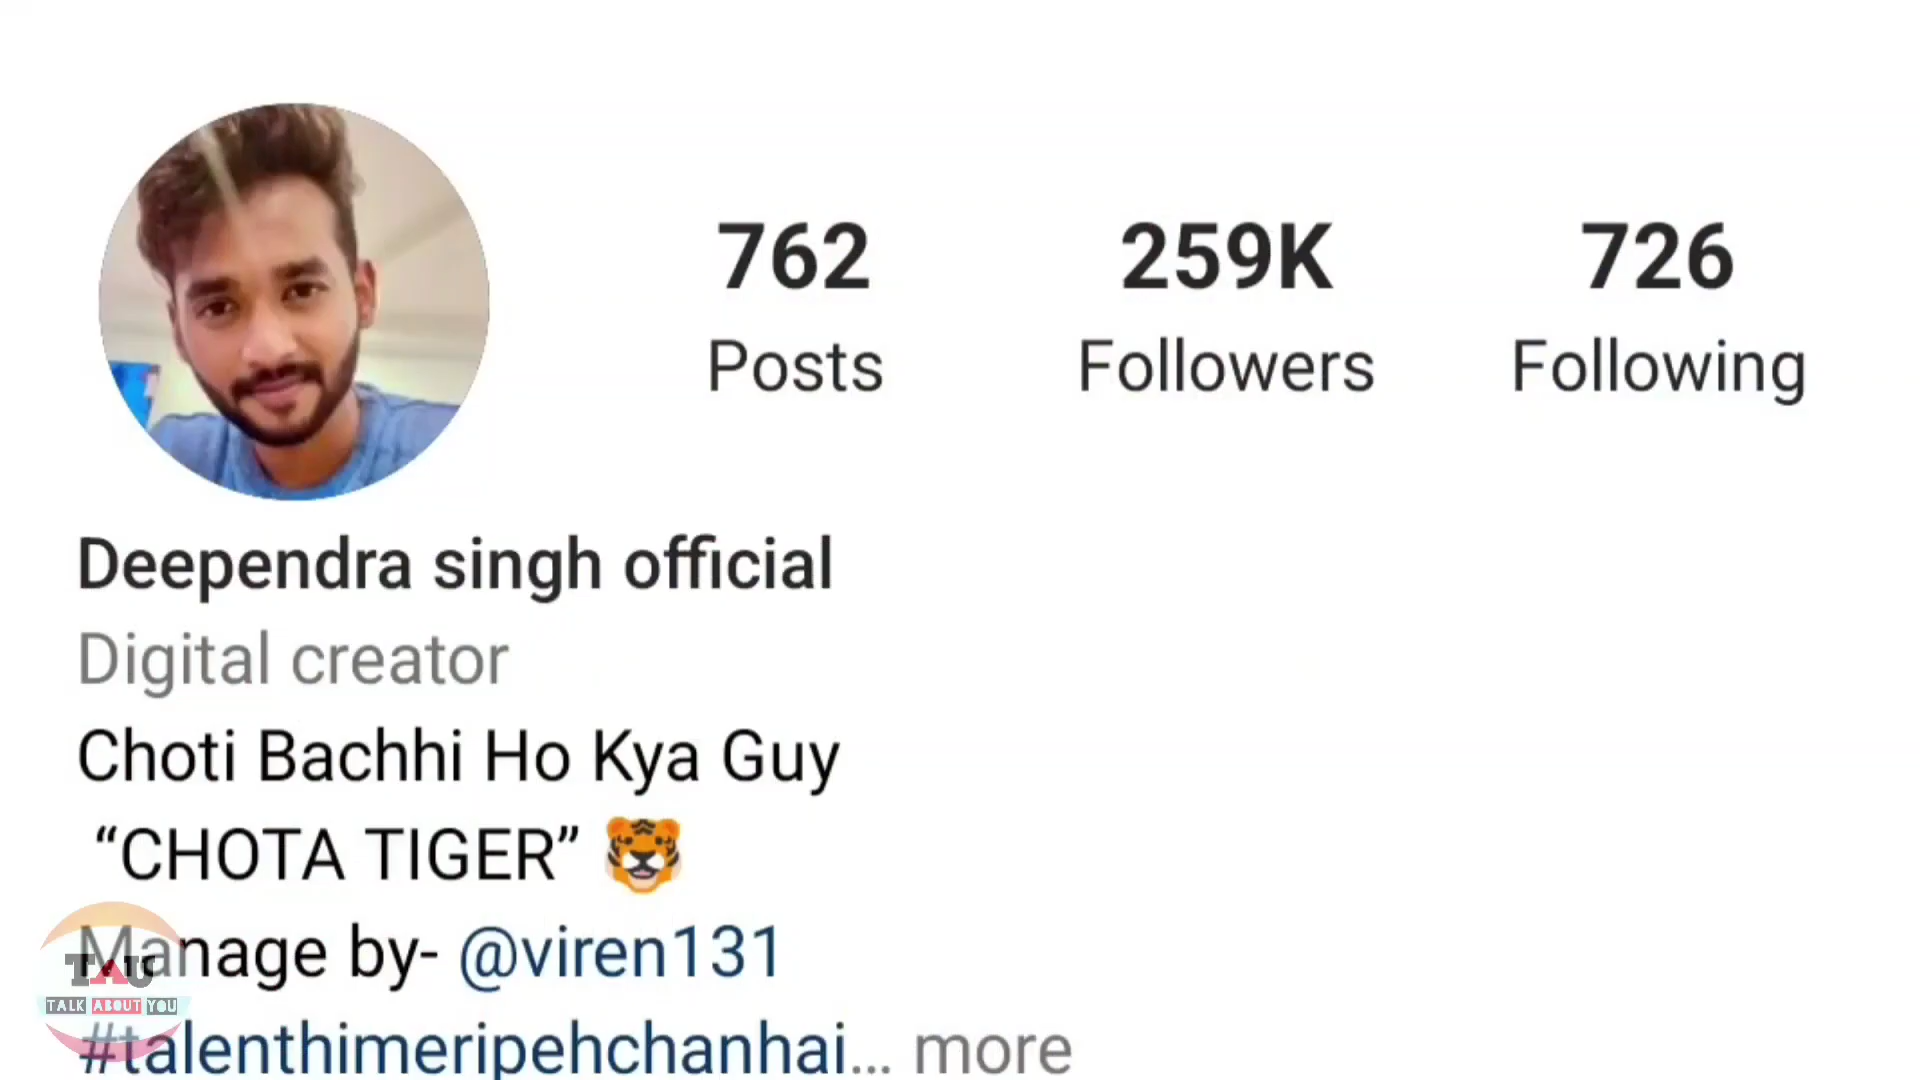 762 259K 726
Posts Followers Following
Deependra singh official
Digital creator
Choti Bachhi Ho Kya Guy
“CHOTA TIGER” 🐯
Manage by- @viren131
TAU
TALK ABOUT YOU
#talenthimeripehchanhai... more